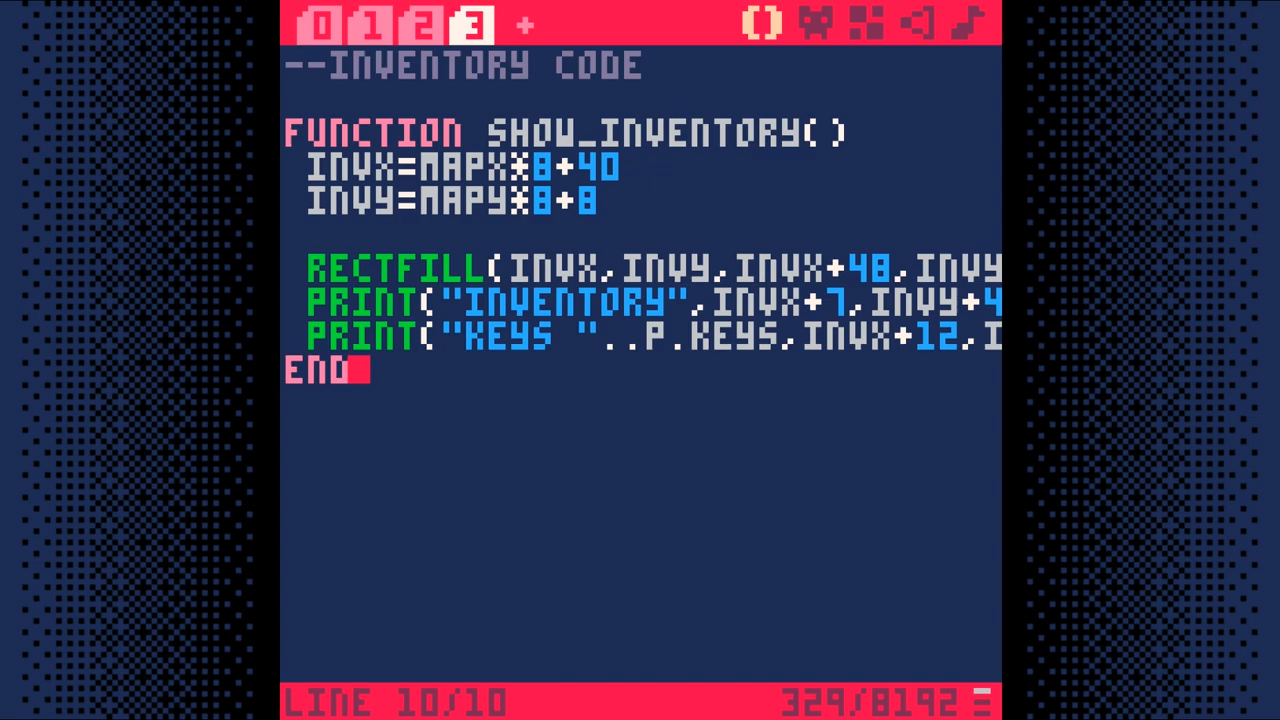 0 1 2 3 +
--INVENTORY CODE
FUNCTION SHOW_INVENTORY()
INVX=MAPX*8+40
INVY=MAPY*8+8
RECTFILL(INVX,INVY,INVX+48,INVY
PRINT("INVENTORY",INVX+7,INVY+4
PRINT("KEYS "..P.KEYS,INVX+12,I
END
LINE 10/10 329/8192